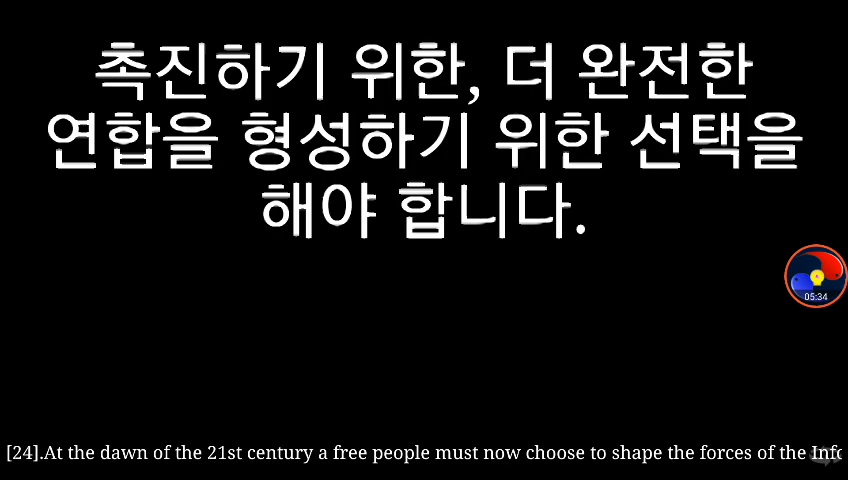 촉진하기 위한, 더 완전한
연합을 형성하기 위한 선택을
해야 합니다.
05:34
[24].At the dawn of the 21st century a free people must now choose to shape the forces of the Info